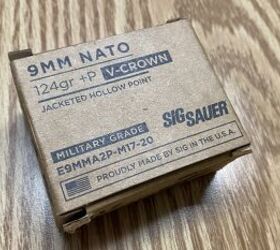 9MM NATO
124gr +P V-CROWN
JACKETED HOLLOW POINT
SIG SAUER
MILITARY GRADE
E9MMA2P-M17-20
PROUDLY MADE BY SIG IN THE U.S.A.